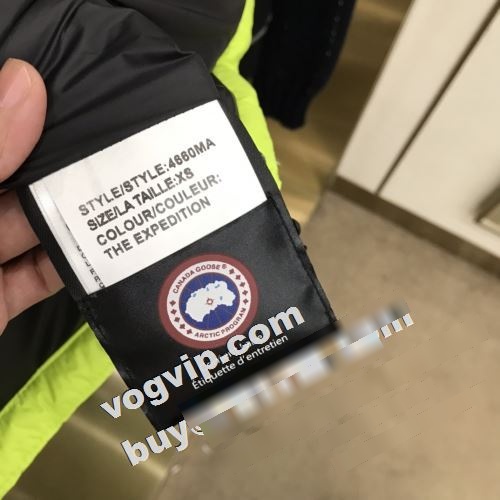 STYLE/STYLE:4660MA
SIZE/LA TAILLE:XS
COLOUR/COULEUR:
THE EXPEDITION
CANADA GOOSE®
ARCTIC PROGRAM
Étiquette d'entretien
vogvip.com
buy